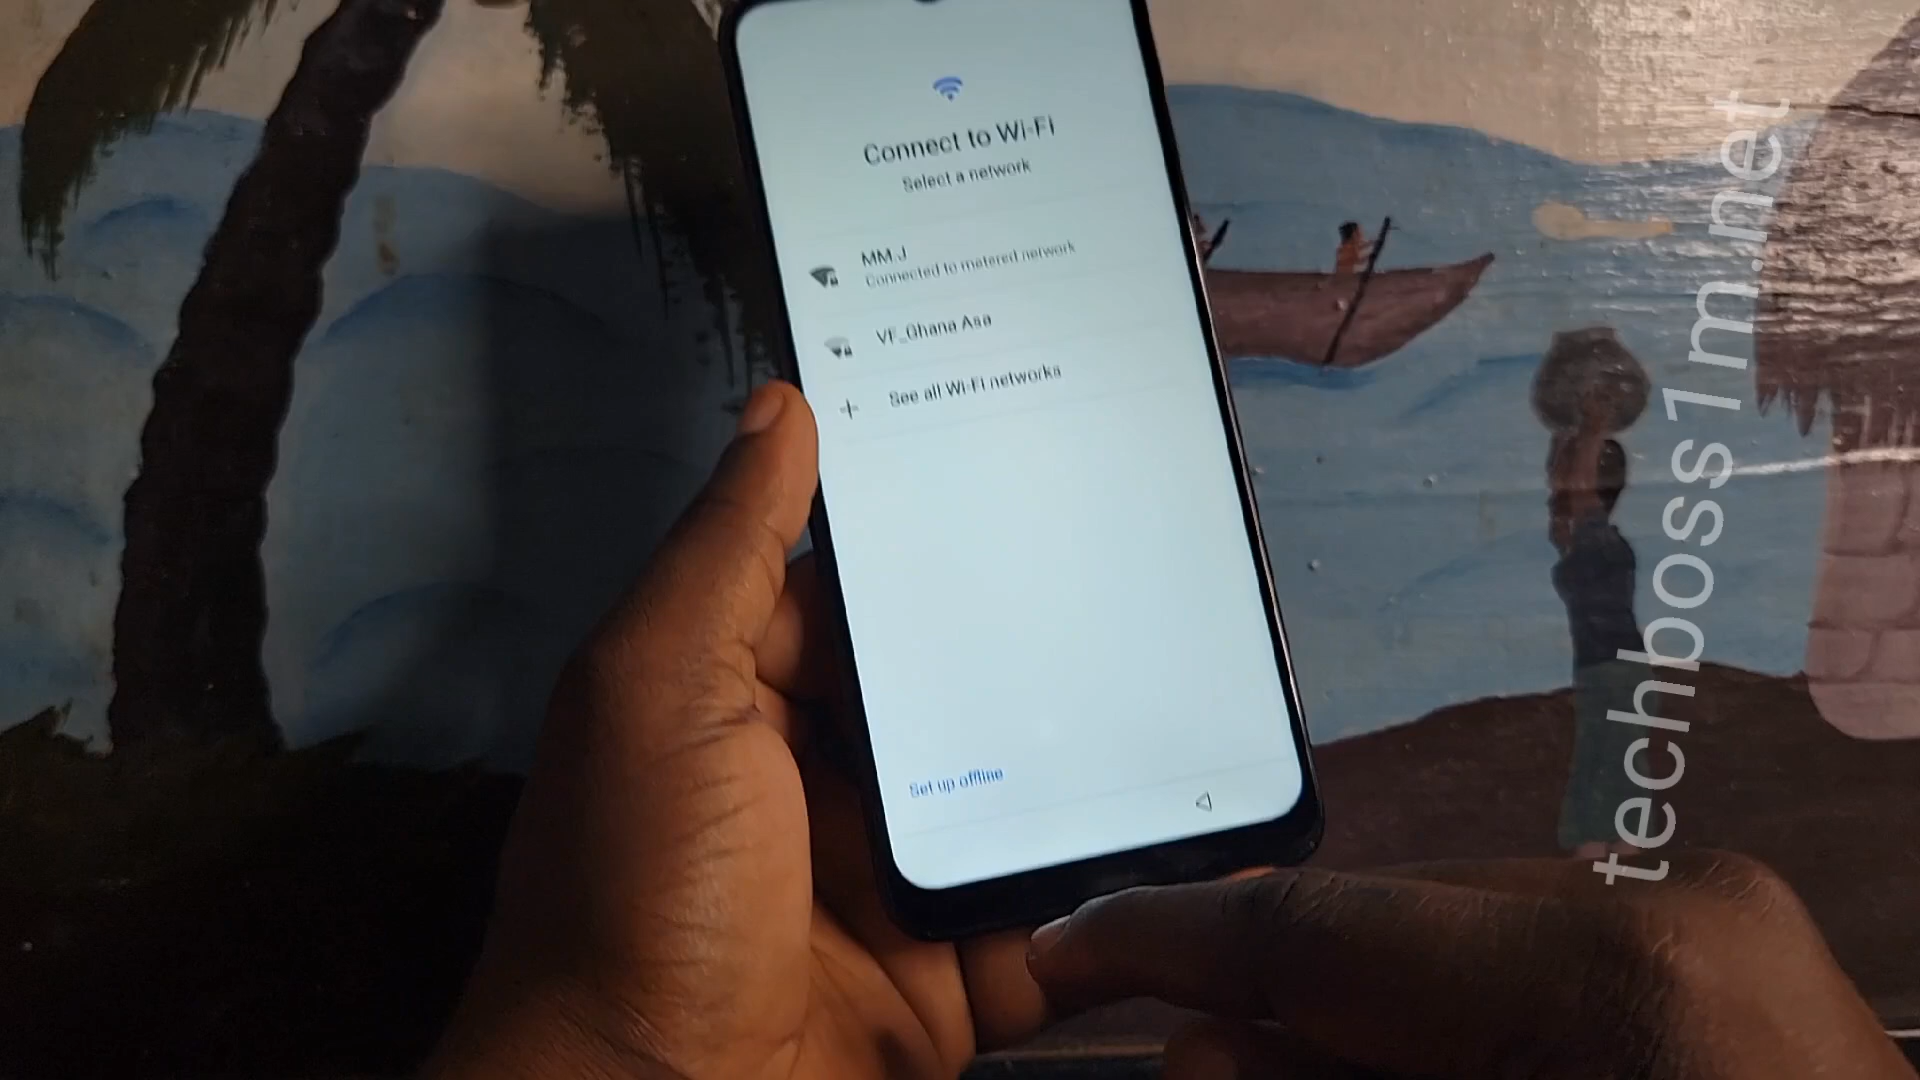 Connect to Wi-Fi
Select a network
MM.J
Connected to metered network
VF_Ghana Asa
See all Wi-Fi networks
Set up offline
techboss1m.net